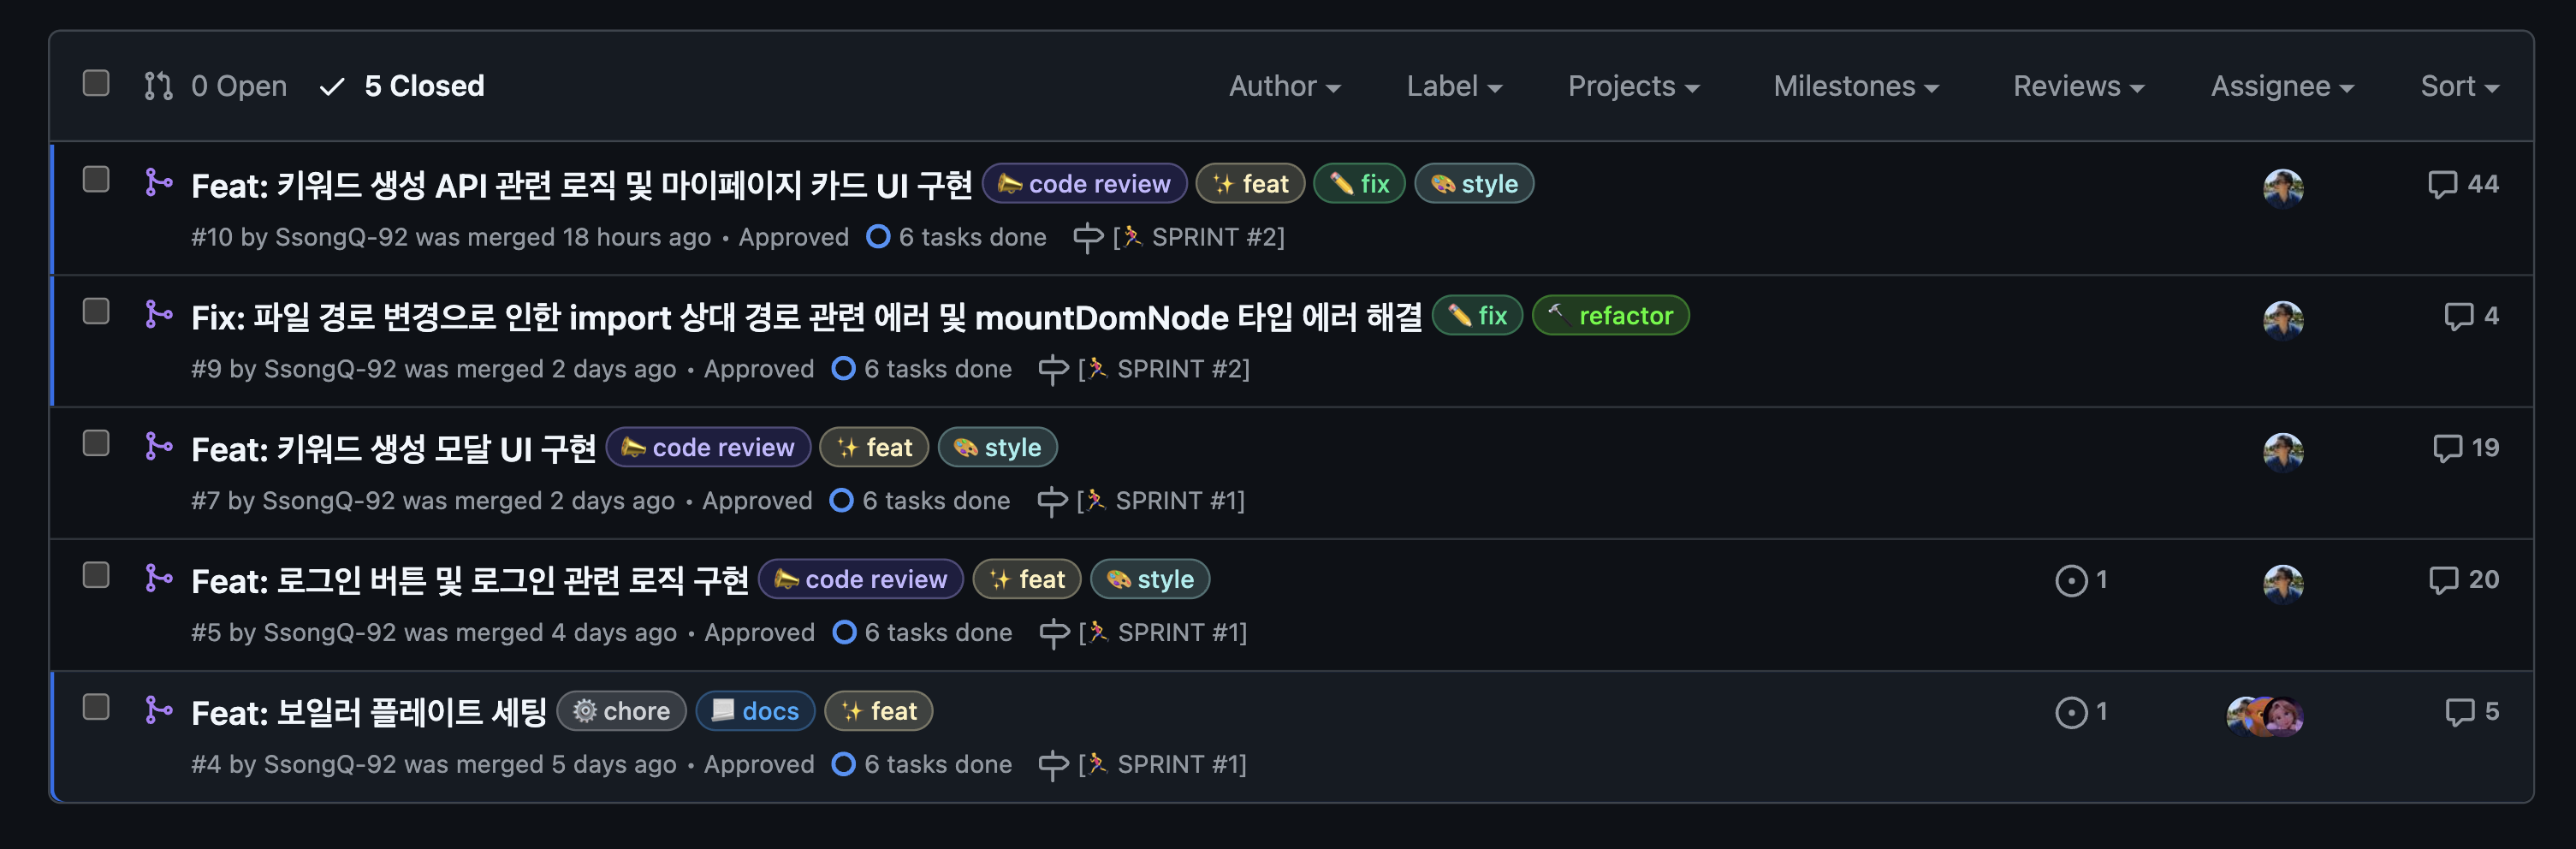 0 Open 5 Closed Author Label Projects Milestones Reviews Assignee Sort
Feat: 키워드 생성 API 관련 로직 및 마이페이지 카드 UI 구현 📣 code review ✨ feat ✏️ fix 🎨 style 44
#10 by SsongQ-92 was merged 18 hours ago • Approved 6 tasks done [🏃 SPRINT #2]
Fix: 파일 경로 변경으로 인한 import 상대 경로 관련 에러 및 mountDomNode 타입 에러 해결 ✏️ fix 🔨 refactor 4
#9 by SsongQ-92 was merged 2 days ago • Approved 6 tasks done [🏃 SPRINT #2]
Feat: 키워드 생성 모달 UI 구현 📣 code review ✨ feat 🎨 style 19
#7 by SsongQ-92 was merged 2 days ago • Approved 6 tasks done [🏃 SPRINT #1]
Feat: 로그인 버튼 및 로그인 관련 로직 구현 📣 code review ✨ feat 🎨 style 1 20
#5 by SsongQ-92 was merged 4 days ago • Approved 6 tasks done [🏃 SPRINT #1]
Feat: 보일러 플레이트 세팅 ⚙️ chore 📃 docs ✨ feat 1 5
#4 by SsongQ-92 was merged 5 days ago • Approved 6 tasks done [🏃 SPRINT #1]